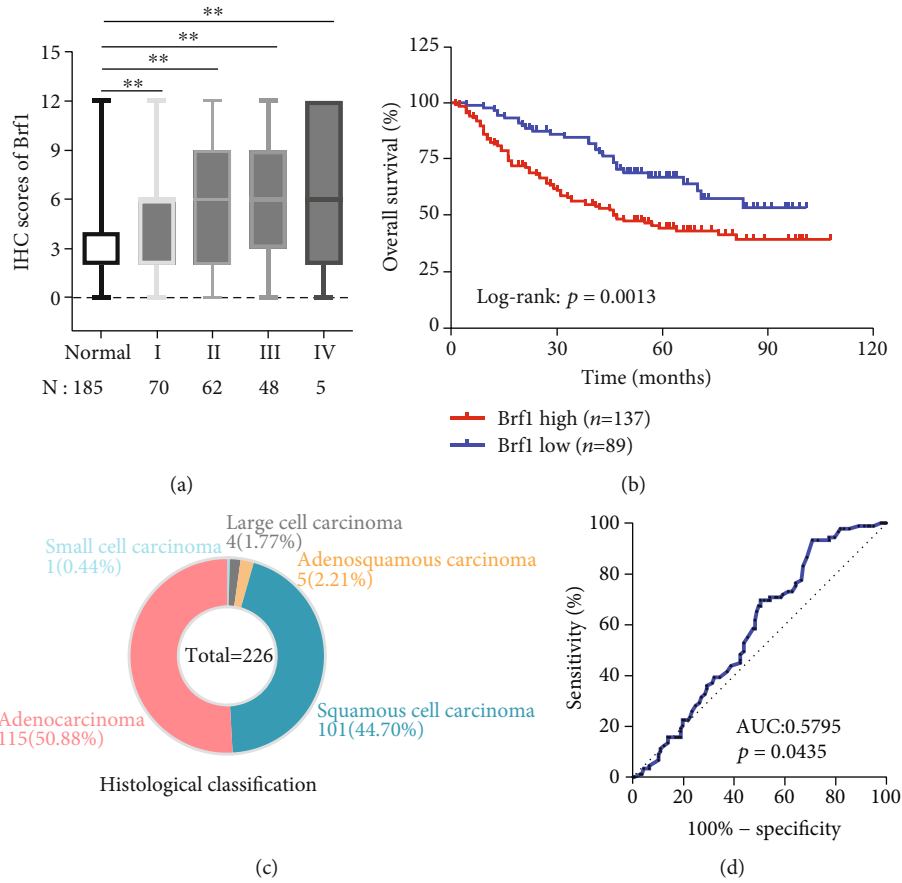 (a)
**
**
**
**
15
12
9
6
3
0
IHC scores of Brf1
Normal I II III IV
N : 185 70 62 48 5
(b)
125
100
75
50
25
0
Overall survival (%)
Log-rank: p = 0.0013
0 30 60 90 120
Time (months)
Brf1 high (n=137)
Brf1 low (n=89)
(a)
(b)
Large cell carcinoma
4(1.77%)
Small cell carcinoma
1(0.44%)
Adenosquamous carcinoma
5(2.21%)
Total=226
Squamous cell carcinoma
101(44.70%)
Adenocarcinoma
115(50.88%)
Histological classification
(c)
100
80
60
40
20
0
Sensitivity (%)
AUC:0.5795
p = 0.0435
0 20 40 60 80 100
100% − specificity
(d)